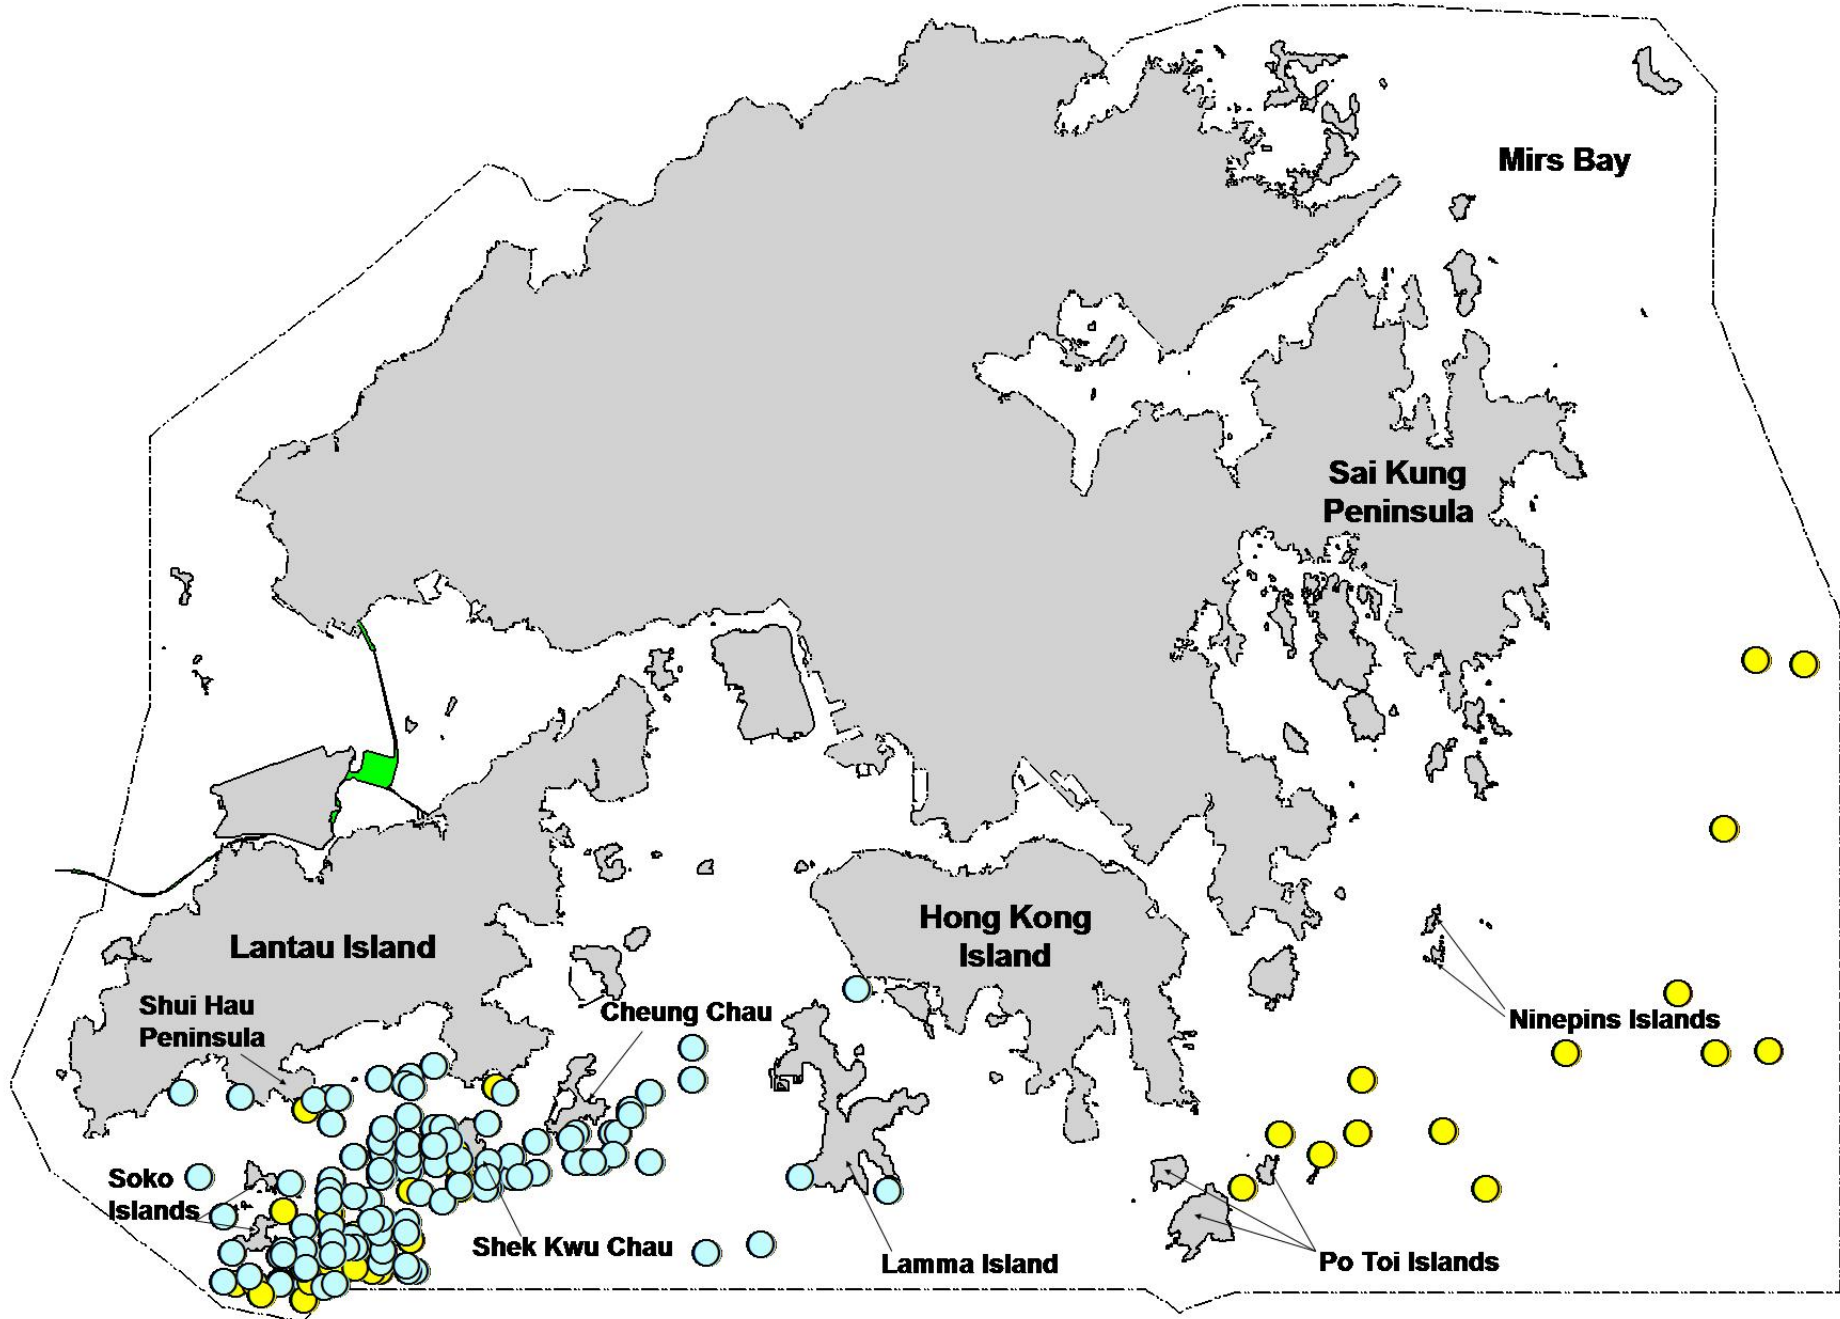 Mirs Bay
Sai Kung
Peninsula
Hong Kong
Island
Lantau Island
Shui Hau
Peninsula
Cheung Chau
Ninepins Islands
Soko
Islands
Shek Kwu Chau
Lamma Island
Po Toi Islands